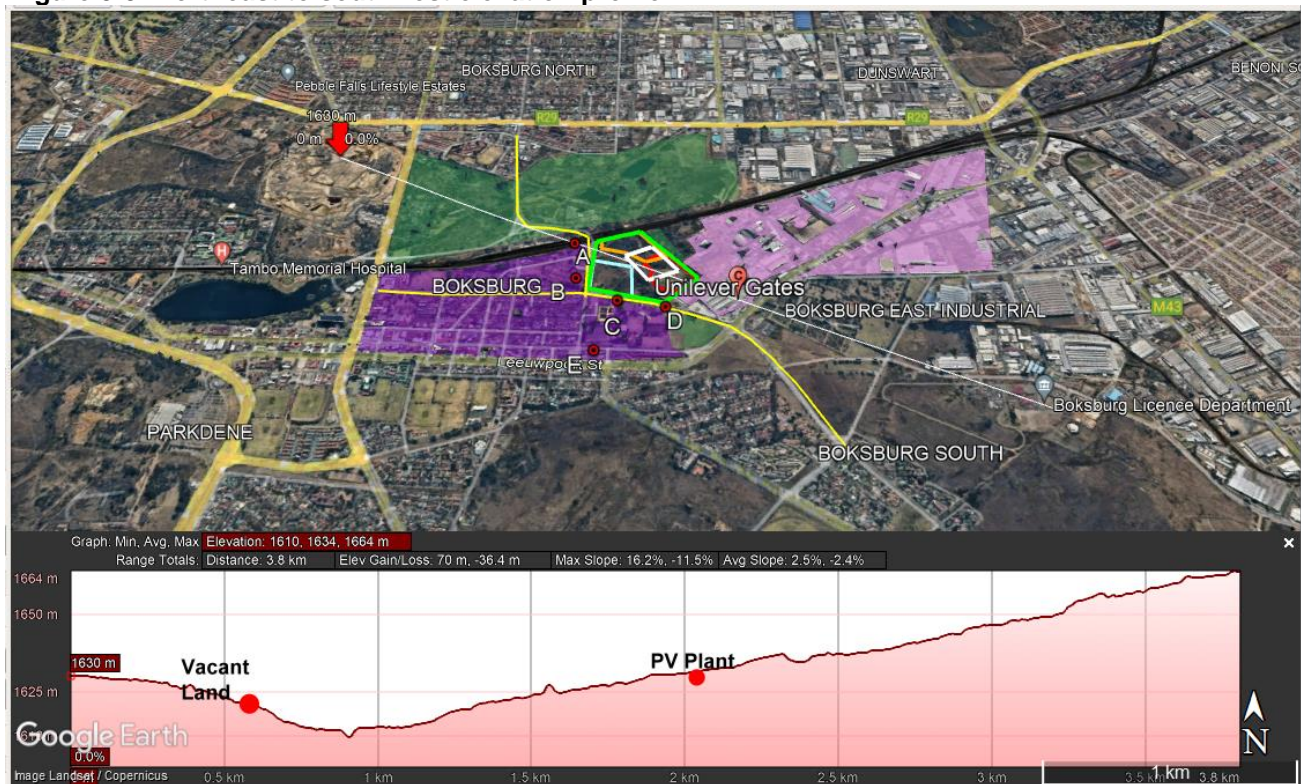 BOKSBURG NORTH
DUNSWART
BENONI SO
Pebble Falls Lifestyle Estates
1630 m
0 m 0.0%
R29
R29
H
Tambo Memorial Hospital
A
BOKSBURG
B
Unilever Gates
C
C
D
BOKSBURG EAST INDUSTRIAL
M43
E
Leeuwpoort St
Boksburg Licence Department
PARKDENE
BOKSBURG SOUTH
Graph: Min, Avg, Max Elevation: 1610, 1634, 1664 m
Range Totals: Distance: 3.8 km Elev Gain/Loss: 70 m, -36.4 m Max Slope: 16.2%, -11.5% Avg Slope: 2.5%, -2.4%
1664 m
1650 m
1630 m
Vacant
Land
PV Plant
1625 m
Google Earth
0.0%
N
Image Landsat / Copernicus
0.5 km
1 km
1.5 km
2 km
2.5 km
3 km
3.5 km
3.8 km
1 km